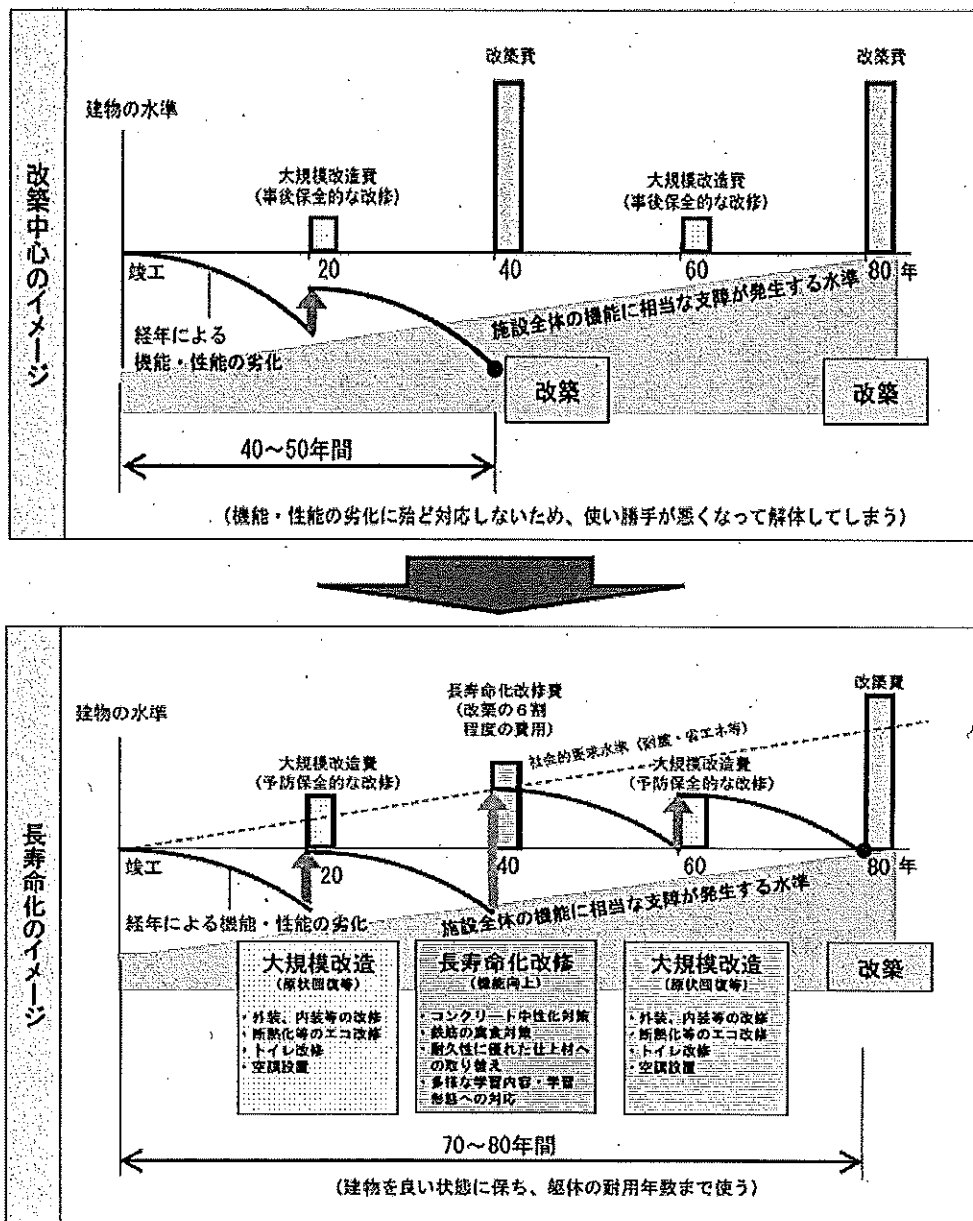 改築中心のイメージ
建物の水準
改築費
改築費
大規模改造費
(事後保全的な改修)
大規模改造費
(事後保全的な改修)
竣工
20
40
60
80 年
経年による
機能・性能の劣化
施設全体の機能に相当な支障が発生する水準
改築
改築
40～50年間
(機能・性能の劣化に殆ど対応しないため、使い勝手が悪くなって解体してしまう)
長寿命化のイメージ
建物の水準
長寿命化改修費
(改築の6割
程度の費用)
改築費
社会的要求水準(耐震・省エネ等)
大規模改造費
(予防保全的な改修)
大規模改造費
(予防保全的な改修)
竣工
20
40
60
80 年
経年による機能・性能の劣化
施設全体の機能に相当な支障が発生する水準
大規模改造
(原状回復等)
・外装、内装等の改修
・断熱化等のエコ改修
・トイレ改修
・空調設置
長寿命化改修
(機能向上)
・コンクリート中性化対策
・鉄筋の腐食対策
・耐久性に優れた仕上材へ
の取り替え
・多様な学習内容・学習
形態への対応
大規模改造
(原状回復等)
・外装、内装等の改修
・断熱化等のエコ改修
・トイレ改修
・空調設置
改築
70～80年間
(建物を良い状態に保ち、躯体の耐用年数まで使う)